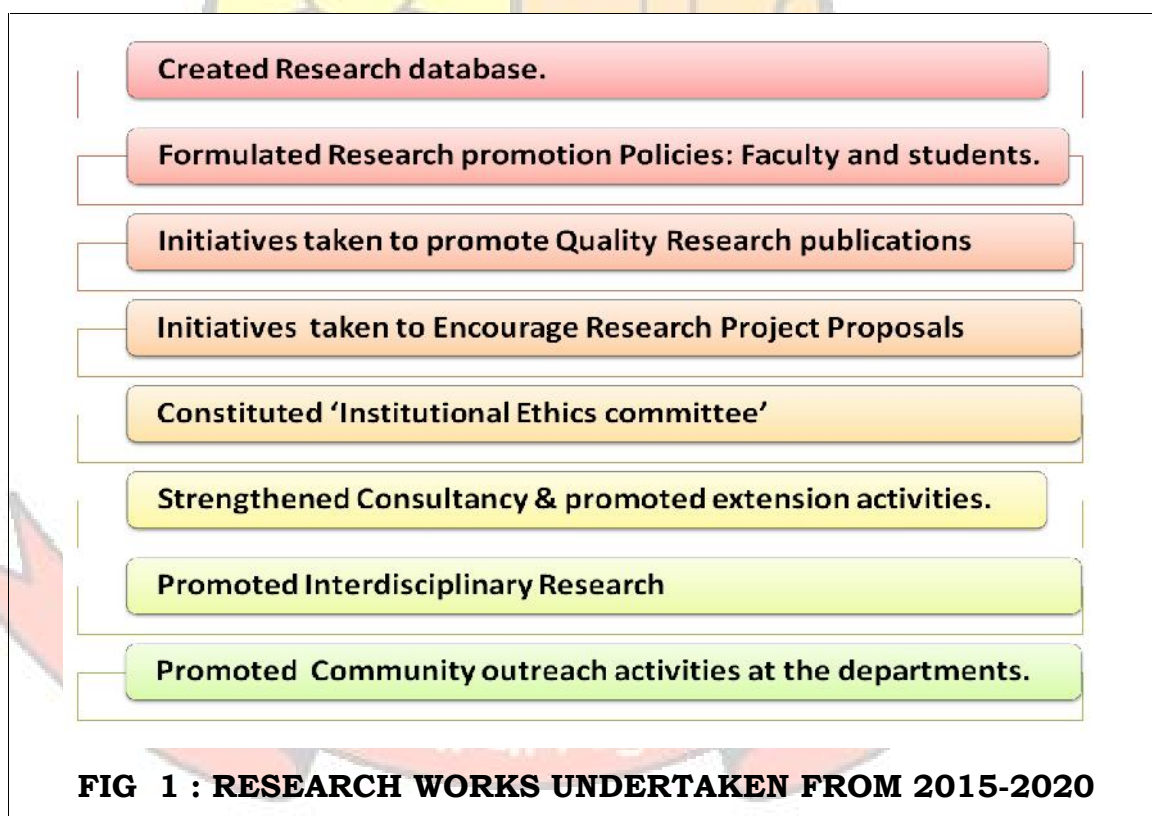 Created Research database.
Formulated Research promotion Policies: Faculty and students.
Initiatives taken to promote Quality Research publications
Initiatives taken to Encourage Research Project Proposals
Constituted ‘Institutional Ethics committee’
Strengthened Consultancy & promoted extension activities.
Promoted Interdisciplinary Research
Promoted Community outreach activities at the departments.
FIG 1 : RESEARCH WORKS UNDERTAKEN FROM 2015-2020